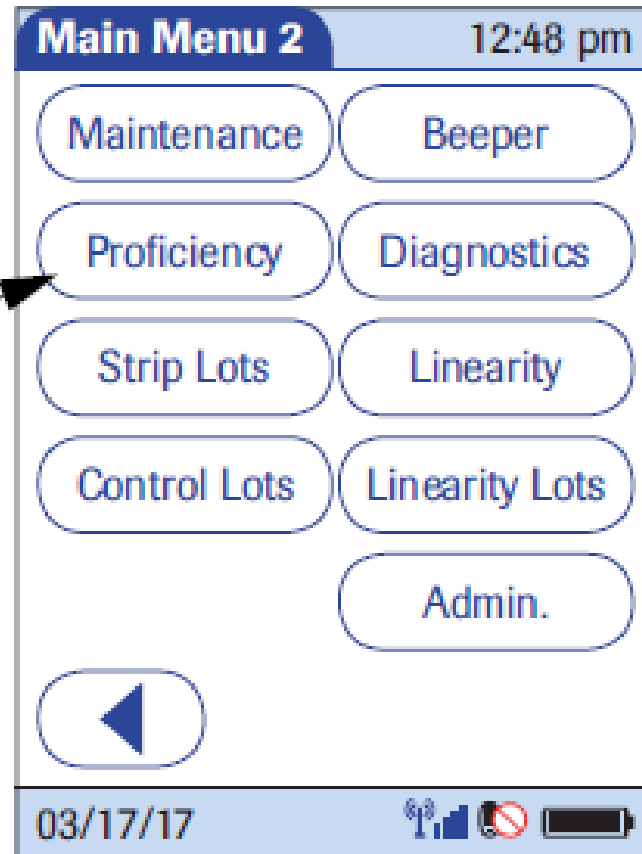 Main Menu 2 12:48 pm
Maintenance Beeper
Proficiency Diagnostics
Strip Lots Linearity
Control Lots Linearity Lots
Admin.
03/17/17